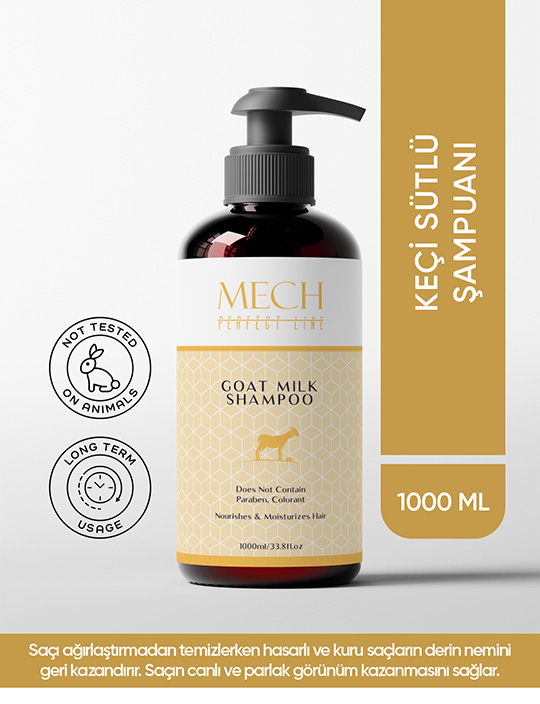 KEÇİ SÜTLÜ
ŞAMPUANI
1000 ML
MECH
PERFECT LINE
GOAT MILK
SHAMPOO
Does Not Contain
Paraben, Colorant
Nourishes & Moisturizes Hair
1000ml/33.8fl.oz
NOT TESTED
ON ANIMALS
LONG TERM
USAGE
Saçı ağırlaştırmadan temizlerken hasarlı ve kuru saçların derin nemini
geri kazandırır. Saçın canlı ve parlak görünüm kazanmasını sağlar.